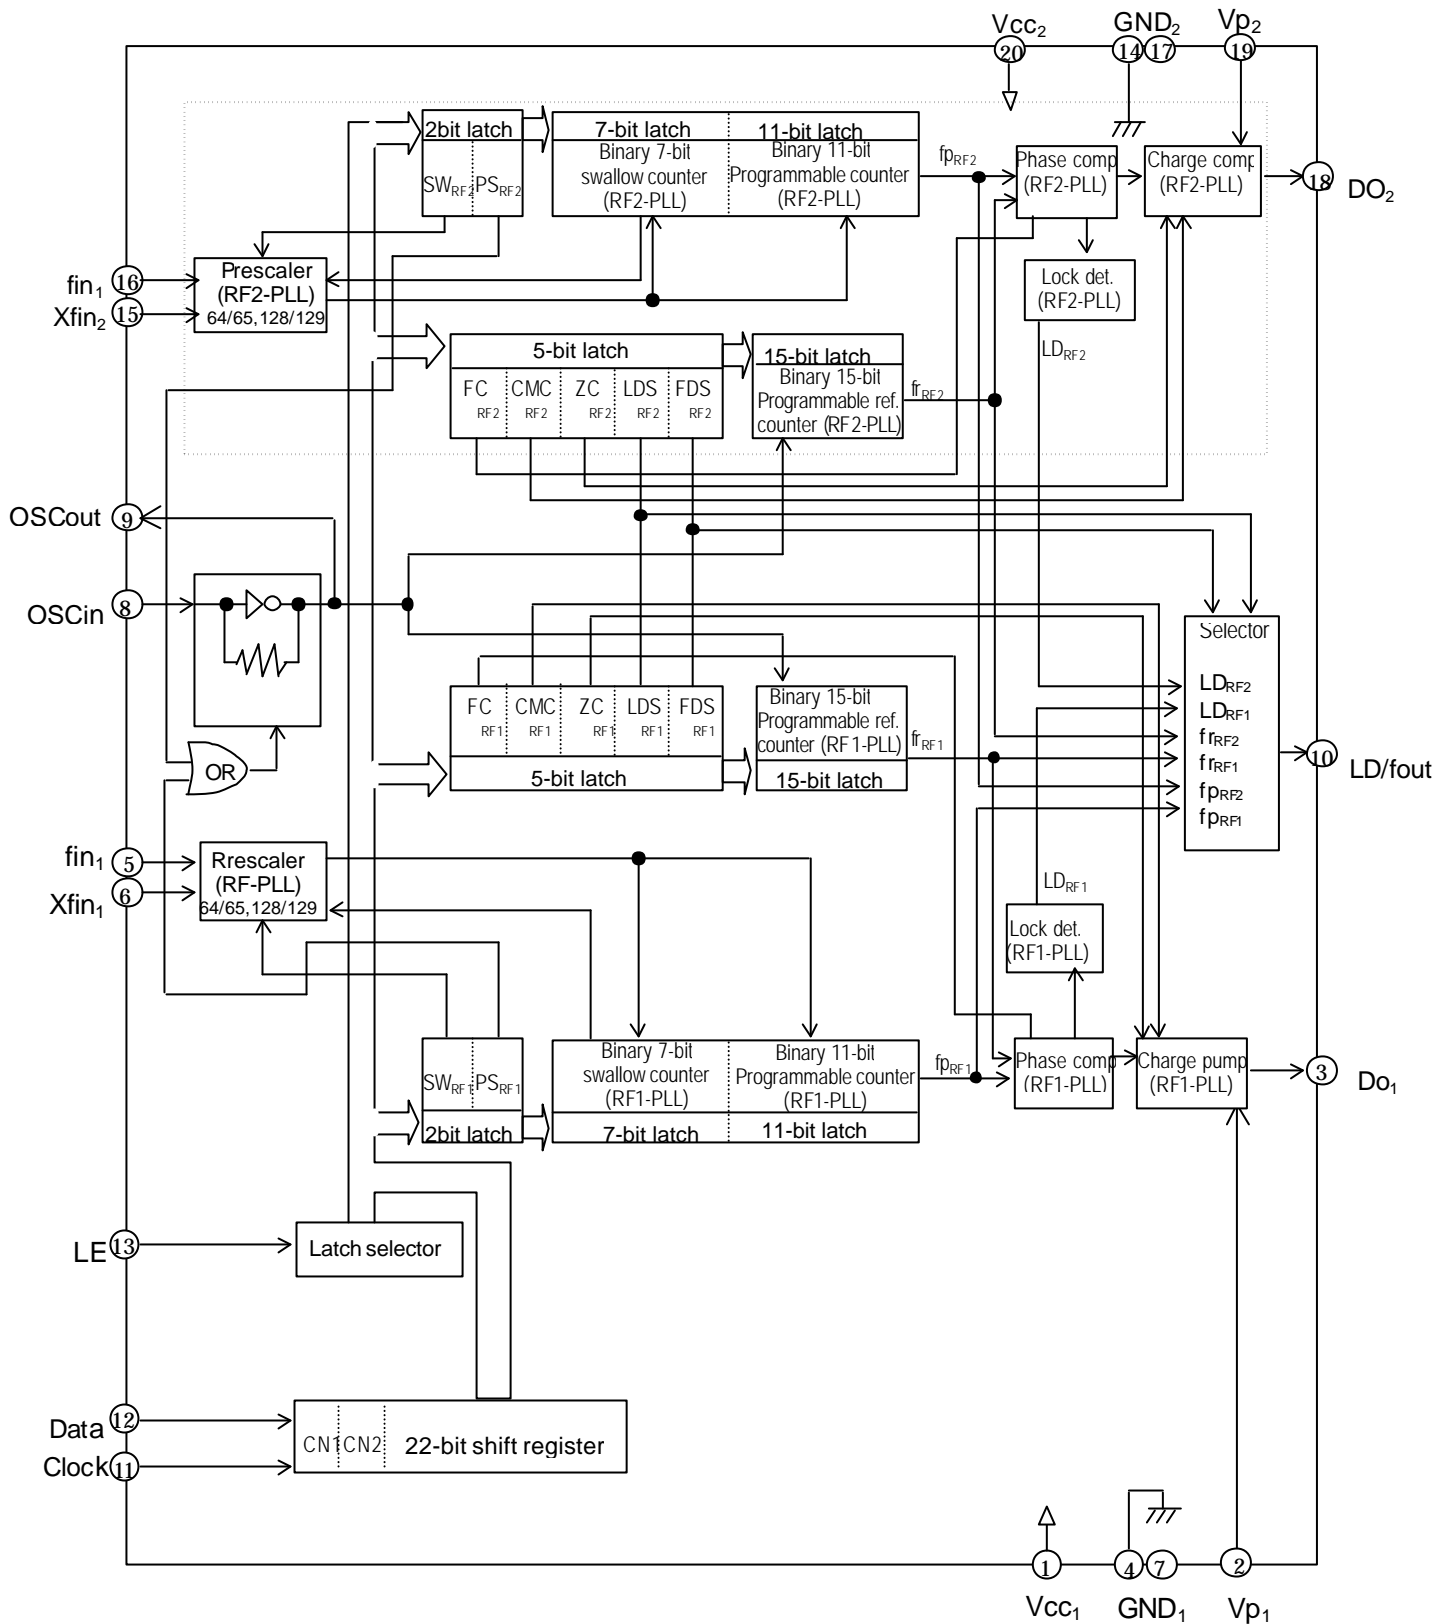 Vcc2 GND2 Vp2
20 14 17 19
2bit latch 7-bit latch 11-bit latch
SWRF2 PSRF2
Binary 7-bit
swallow counter
(RF2-PLL)
Binary 11-bit
Programmable counter
(RF2-PLL)
fpRF2
Phase comp
(RF2-PLL)
Charge comp
(RF2-PLL)
18 DO2
fin1 16
Xfin2 15
Prescaler
(RF2-PLL)
64/65,128/129
Lock det.
(RF2-PLL)
LDRF2
5-bit latch
FC CMC ZC LDS FDS
RF2 RF2 RF2 RF2 RF2
15-bit latch
Binary 15-bit
Programmable ref.
counter (RF2-PLL)
frRF2
OSCout 9
OSCin 8
OR
FC CMC ZC LDS FDS
RF1 RF1 RF1 RF1 RF1
5-bit latch
Binary 15-bit
Programmable ref.
counter (RF1-PLL)
15-bit latch
frRF1
Selector
LDRF2
LDRF1
frRF2
frRF1
fpRF2
fpRF1
10 LD/fout
fin1 5
Xfin1 6
Rrescaler
(RF-PLL)
64/65,128/129
LDRF1
Lock det.
(RF1-PLL)
SWRF1 PSRF1
2bit latch
Binary 7-bit
swallow counter
(RF1-PLL)
7-bit latch
Binary 11-bit
Programmable counter
(RF1-PLL)
11-bit latch
fpRF1
Phase comp
(RF1-PLL)
Charge pump
(RF1-PLL)
3 Do1
LE 13
Latch selector
Data 12
Clock 11
CN1 CN2 22-bit shift register
1 4 7 2
Vcc1 GND1 Vp1